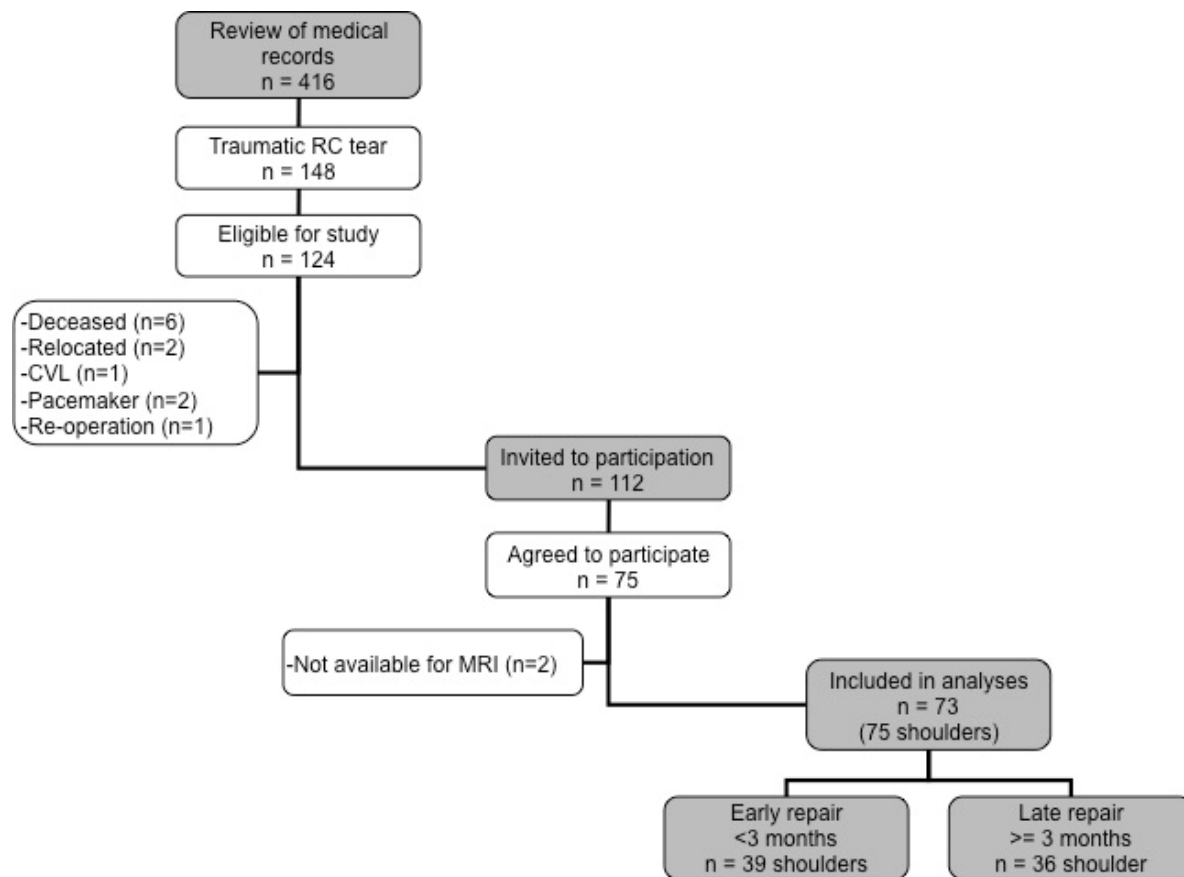 Review of medical
records
n = 416
Traumatic RC tear
n = 148
Eligible for study
n = 124
-Deceased (n=6)
-Relocated (n=2)
-CVL (n=1)
-Pacemaker (n=2)
-Re-operation (n=1)
Invited to participation
n = 112
Agreed to participate
n = 75
-Not available for MRI (n=2)
Included in analyses
n = 73
(75 shoulders)
Early repair
<3 months
n = 39 shoulders
Late repair
>= 3 months
n = 36 shoulder